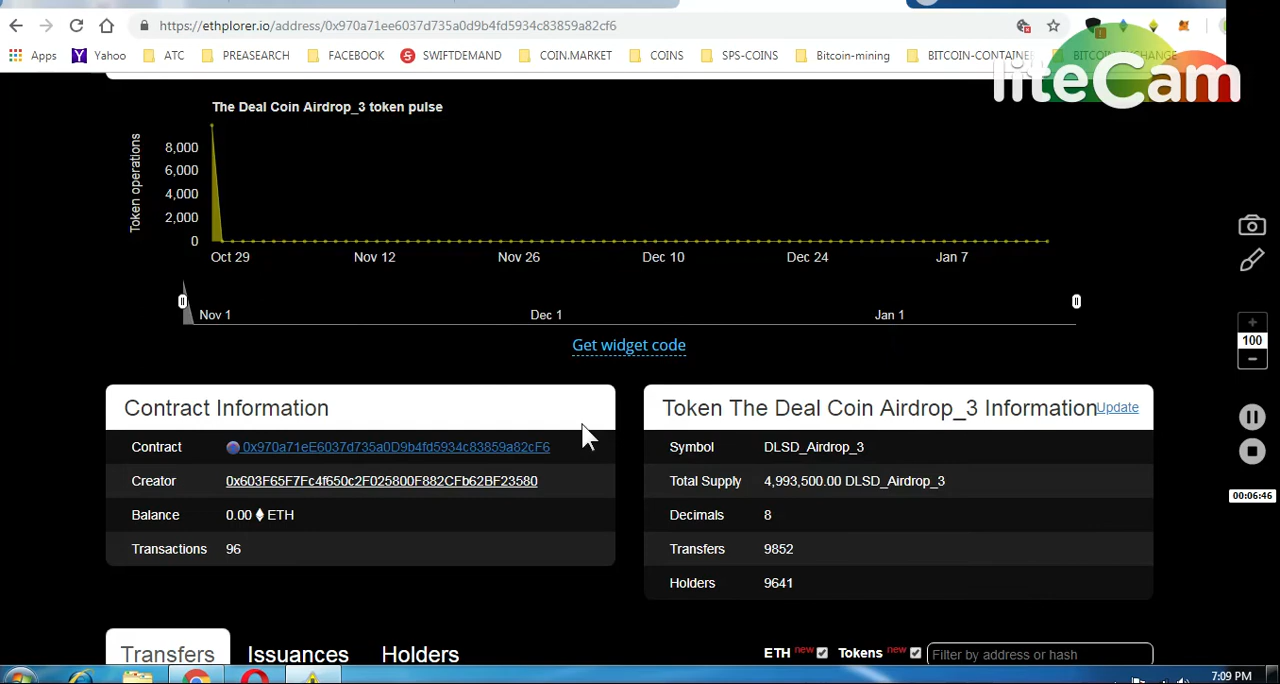 https://ethplorer.io/address/0x970a71ee6037d735a0d9b4fd5934c83859a82cf6
Apps Yahoo ATC PREASEARCH FACEBOOK SWIFTDEMAND COIN.MARKET COINS SPS-COINS Bitcoin-mining BITCOIN-CONTAINE BITCOIN-EXCHANGE
liteCam
The Deal Coin Airdrop_3 token pulse
Token operations
8,000
6,000
4,000
2,000
0
Oct 29 Nov 12 Nov 26 Dec 10 Dec 24 Jan 7
Nov 1 Dec 1 Jan 1
Get widget code
100
Contract Information
Contract 0x970a71eE6037d735a0D9b4fd5934c83859a82cF6
Creator 0x603F65F7Fc4f650c2F025800F882CFb62BF23580
Balance 0.00 ETH
Transactions 96
Token The Deal Coin Airdrop_3 Information Update
Symbol DLSD_Airdrop_3
Total Supply 4,993,500.00 DLSD_Airdrop_3
Decimals 8
Transfers 9852
Holders 9641
00:06:46
Transfers Issuances Holders
ETH new Tokens new Filter by address or hash
7:09 PM